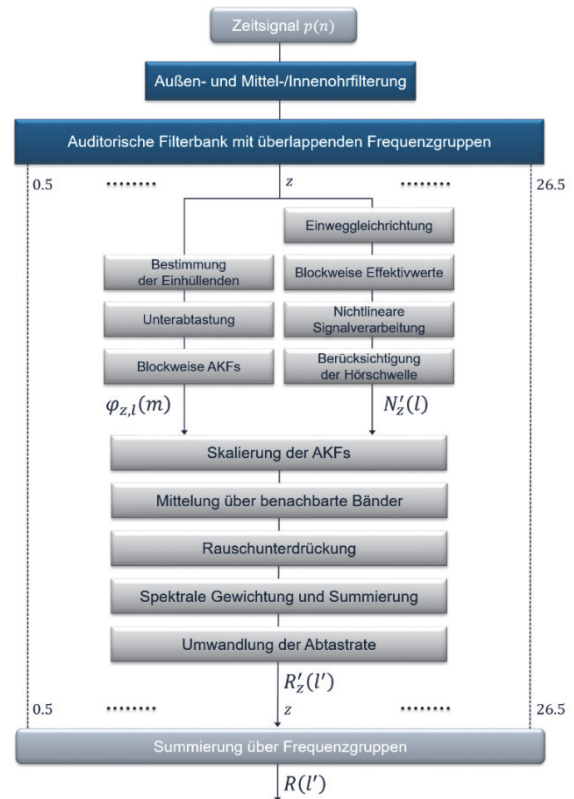 Zeitsignal p(n)
Außen- und Mittel-/Innenohrfilterung
Auditorische Filterbank mit überlappenden Frequenzgruppen
0.5 ........ z ........ 26.5
Bestimmung
der Einhüllenden
Unterabtastung
Blockweise AKFs
φz,l(m)
Einweggleichrichtung
Blockweise Effektivwerte
Nichtlineare
Signalverarbeitung
Berücksichtigung
der Hörschwelle
N′z(l)
Skalierung der AKFs
Mittelung über benachbarte Bänder
Rauschunterdrückung
Spektrale Gewichtung und Summierung
Umwandlung der Abtastrate
R′z(l′)
0.5 ........ z ........ 26.5
Summierung über Frequenzgruppen
R(l′)